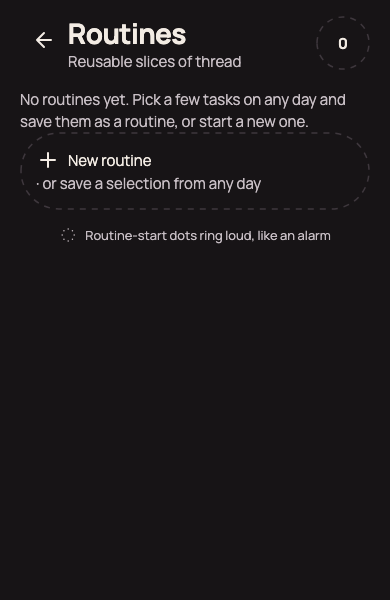 Routines
0
Reusable slices of thread
No routines yet. Pick a few tasks on any day and
save them as a routine, or start a new one.
New routine
· or save a selection from any day
Routine-start dots ring loud, like an alarm